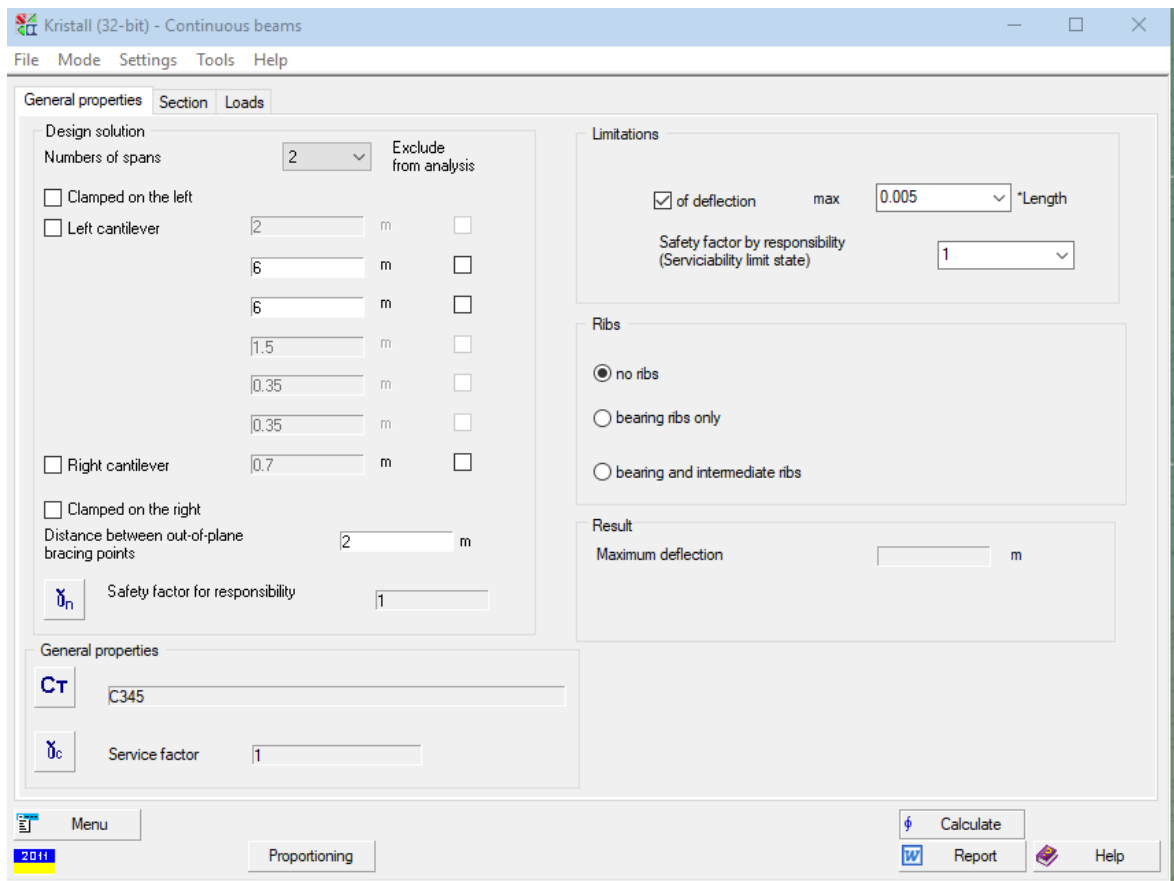 Kristall (32-bit) - Continuous beams
File Mode Settings Tools Help
General properties Section Loads
Design solution
Numbers of spans 2
Exclude
from analysis
Clamped on the left
Left cantilever 2 m
6 m
6 m
1.5 m
0.35 m
0.35 m
Right cantilever 0.7 m
Clamped on the right
Distance between out-of-plane
bracing points 2 m
γn Safety factor for responsibility 1
General properties
Ст C345
γc Service factor 1
Limitations
of deflection max 0.005 *Length
Safety factor by responsibility
(Serviciability limit state) 1
Ribs
no ribs
bearing ribs only
bearing and intermediate ribs
Result
Maximum deflection m
Menu
Calculate
2011
Proportioning
Report
Help